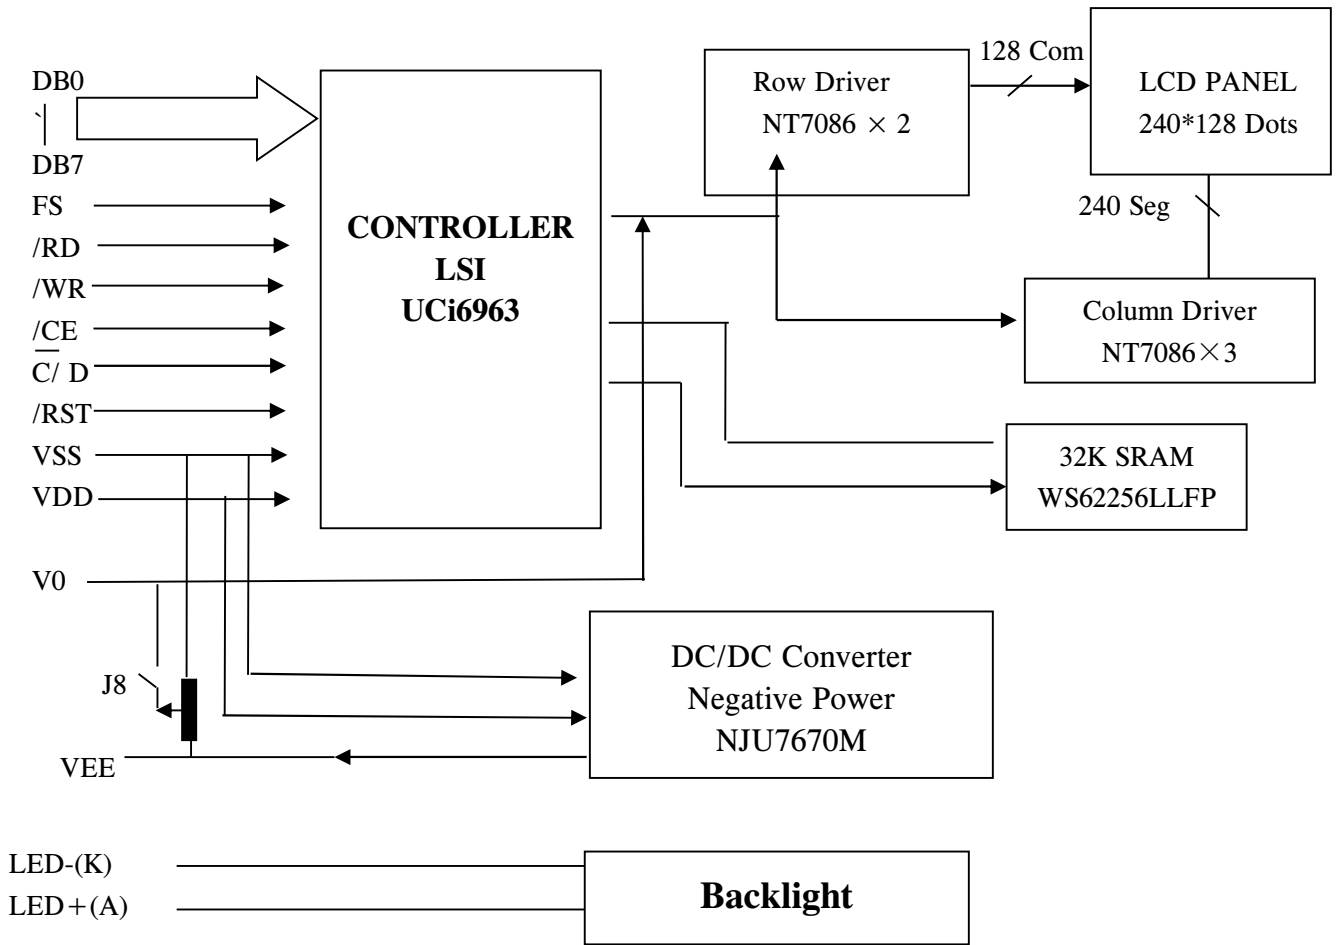 DB0
DB7
FS
/RD
/WR
/CE
C/ D
/RST
VSS
VDD
V0
J8
VEE
LED-(K)
LED+(A)
CONTROLLER
LSI
UCi6963
Row Driver
NT7086 × 2
128 Com
LCD PANEL
240*128 Dots
240 Seg
Column Driver
NT7086×3
32K SRAM
WS62256LLFP
DC/DC Converter
Negative Power
NJU7670M
Backlight